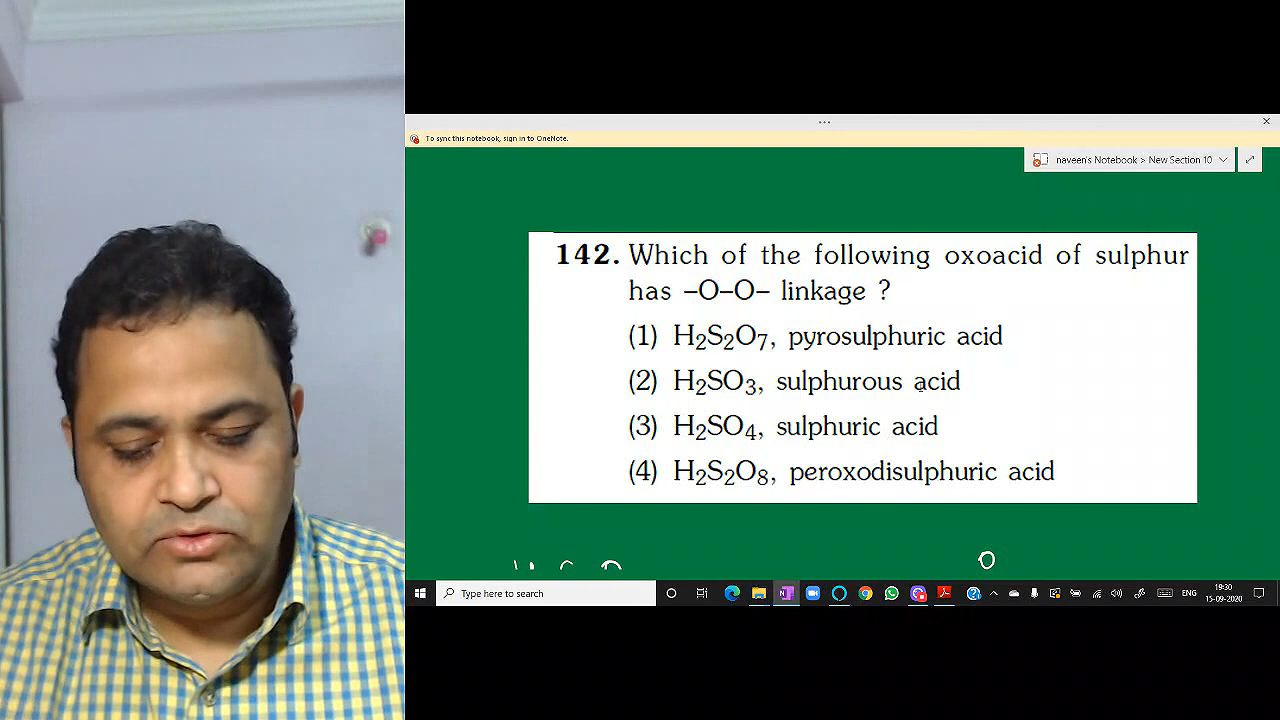 To sync this notebook, sign in to OneNote.
naveen's Notebook > New Section 10
142. Which of the following oxoacid of sulphur
has –O–O– linkage ?
(1) H₂S₂O₇, pyrosulphuric acid
(2) H₂SO₃, sulphurous acid
(3) H₂SO₄, sulphuric acid
(4) H₂S₂O₈, peroxodisulphuric acid
Type here to search
ENG
19:30
15-09-2020